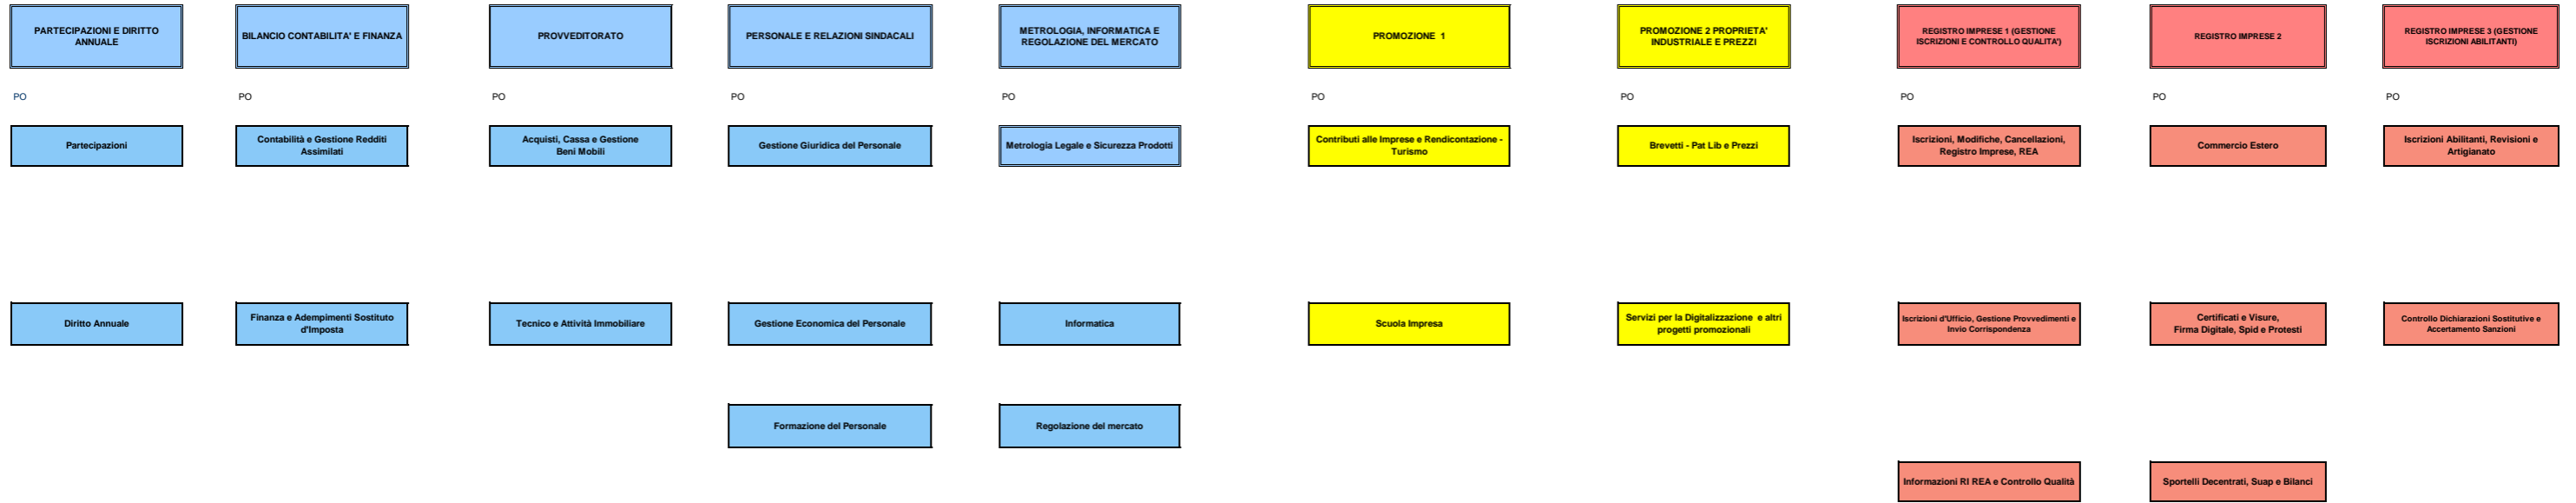 PARTECIPAZIONI E DIRITTO
ANNUALE
BILANCIO CONTABILITA' E FINANZA
PROVVEDITORATO
PERSONALE E RELAZIONI SINDACALI
METROLOGIA, INFORMATICA E
REGOLAZIONE DEL MERCATO
PROMOZIONE 1
PROMOZIONE 2 PROPRIETA'
INDUSTRIALE E PREZZI
REGISTRO IMPRESE 1 (GESTIONE
ISCRIZIONI E CONTROLLO QUALITA')
REGISTRO IMPRESE 2
REGISTRO IMPRESE 3 (GESTIONE
ISCRIZIONI ABILITANTI)
PO
PO
PO
PO
PO
PO
PO
PO
PO
PO
Partecipazioni
Contabilità e Gestione Redditi
Assimilati
Acquisti, Cassa e Gestione
Beni Mobili
Gestione Giuridica del Personale
Metrologia Legale e Sicurezza Prodotti
Contributi alle Imprese e Rendicontazione -
Turismo
Brevetti - Pat Lib e Prezzi
Iscrizioni, Modifiche, Cancellazioni,
Registro Imprese, REA
Commercio Estero
Iscrizioni Abilitanti, Revisioni e
Artigianato
Diritto Annuale
Finanza e Adempimenti Sostituto
d'Imposta
Tecnico e Attività Immobiliare
Gestione Economica del Personale
Informatica
Scuola Impresa
Servizi per la Digitalizzazione e altri
progetti promozionali
Iscrizioni d'Ufficio, Gestione Provvedimenti e
Invio Corrispondenza
Certificati e Visure,
Firma Digitale, Spid e Protesti
Controllo Dichiarazioni Sostitutive e
Accertamento Sanzioni
Formazione del Personale
Regolazione del mercato
Informazioni RI REA e Controllo Qualità
Sportelli Decentrati, Suap e Bilanci